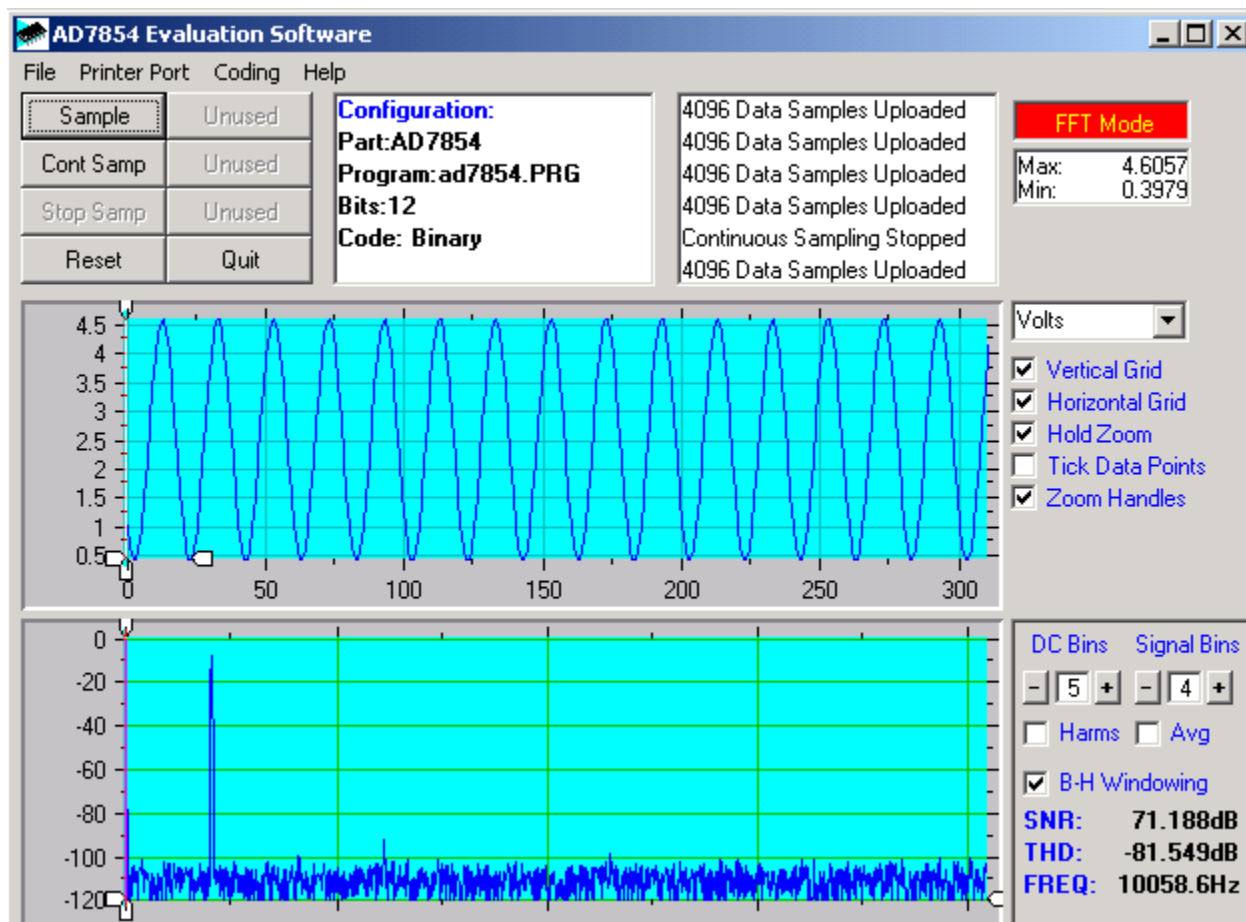 AD7854 Evaluation Software
File Printer Port Coding Help
Sample Unused
Cont Samp Unused
Stop Samp Unused
Reset Quit
Configuration:
Part:AD7854
Program:ad7854.PRG
Bits:12
Code: Binary
4096 Data Samples Uploaded
4096 Data Samples Uploaded
4096 Data Samples Uploaded
4096 Data Samples Uploaded
Continuous Sampling Stopped
4096 Data Samples Uploaded
FFT Mode
Max: 4.6057
Min: 0.3979
4.5
4
3.5
3
2.5
2
1.5
1
0.5
0 50 100 150 200 250 300
Volts
Vertical Grid
Horizontal Grid
Hold Zoom
Tick Data Points
Zoom Handles
0
-20
-40
-60
-80
-100
-120
DC Bins Signal Bins
- 5 + - 4 +
Harms Avg
B-H Windowing
SNR: 71.188dB
THD: -81.549dB
FREQ: 10058.6Hz